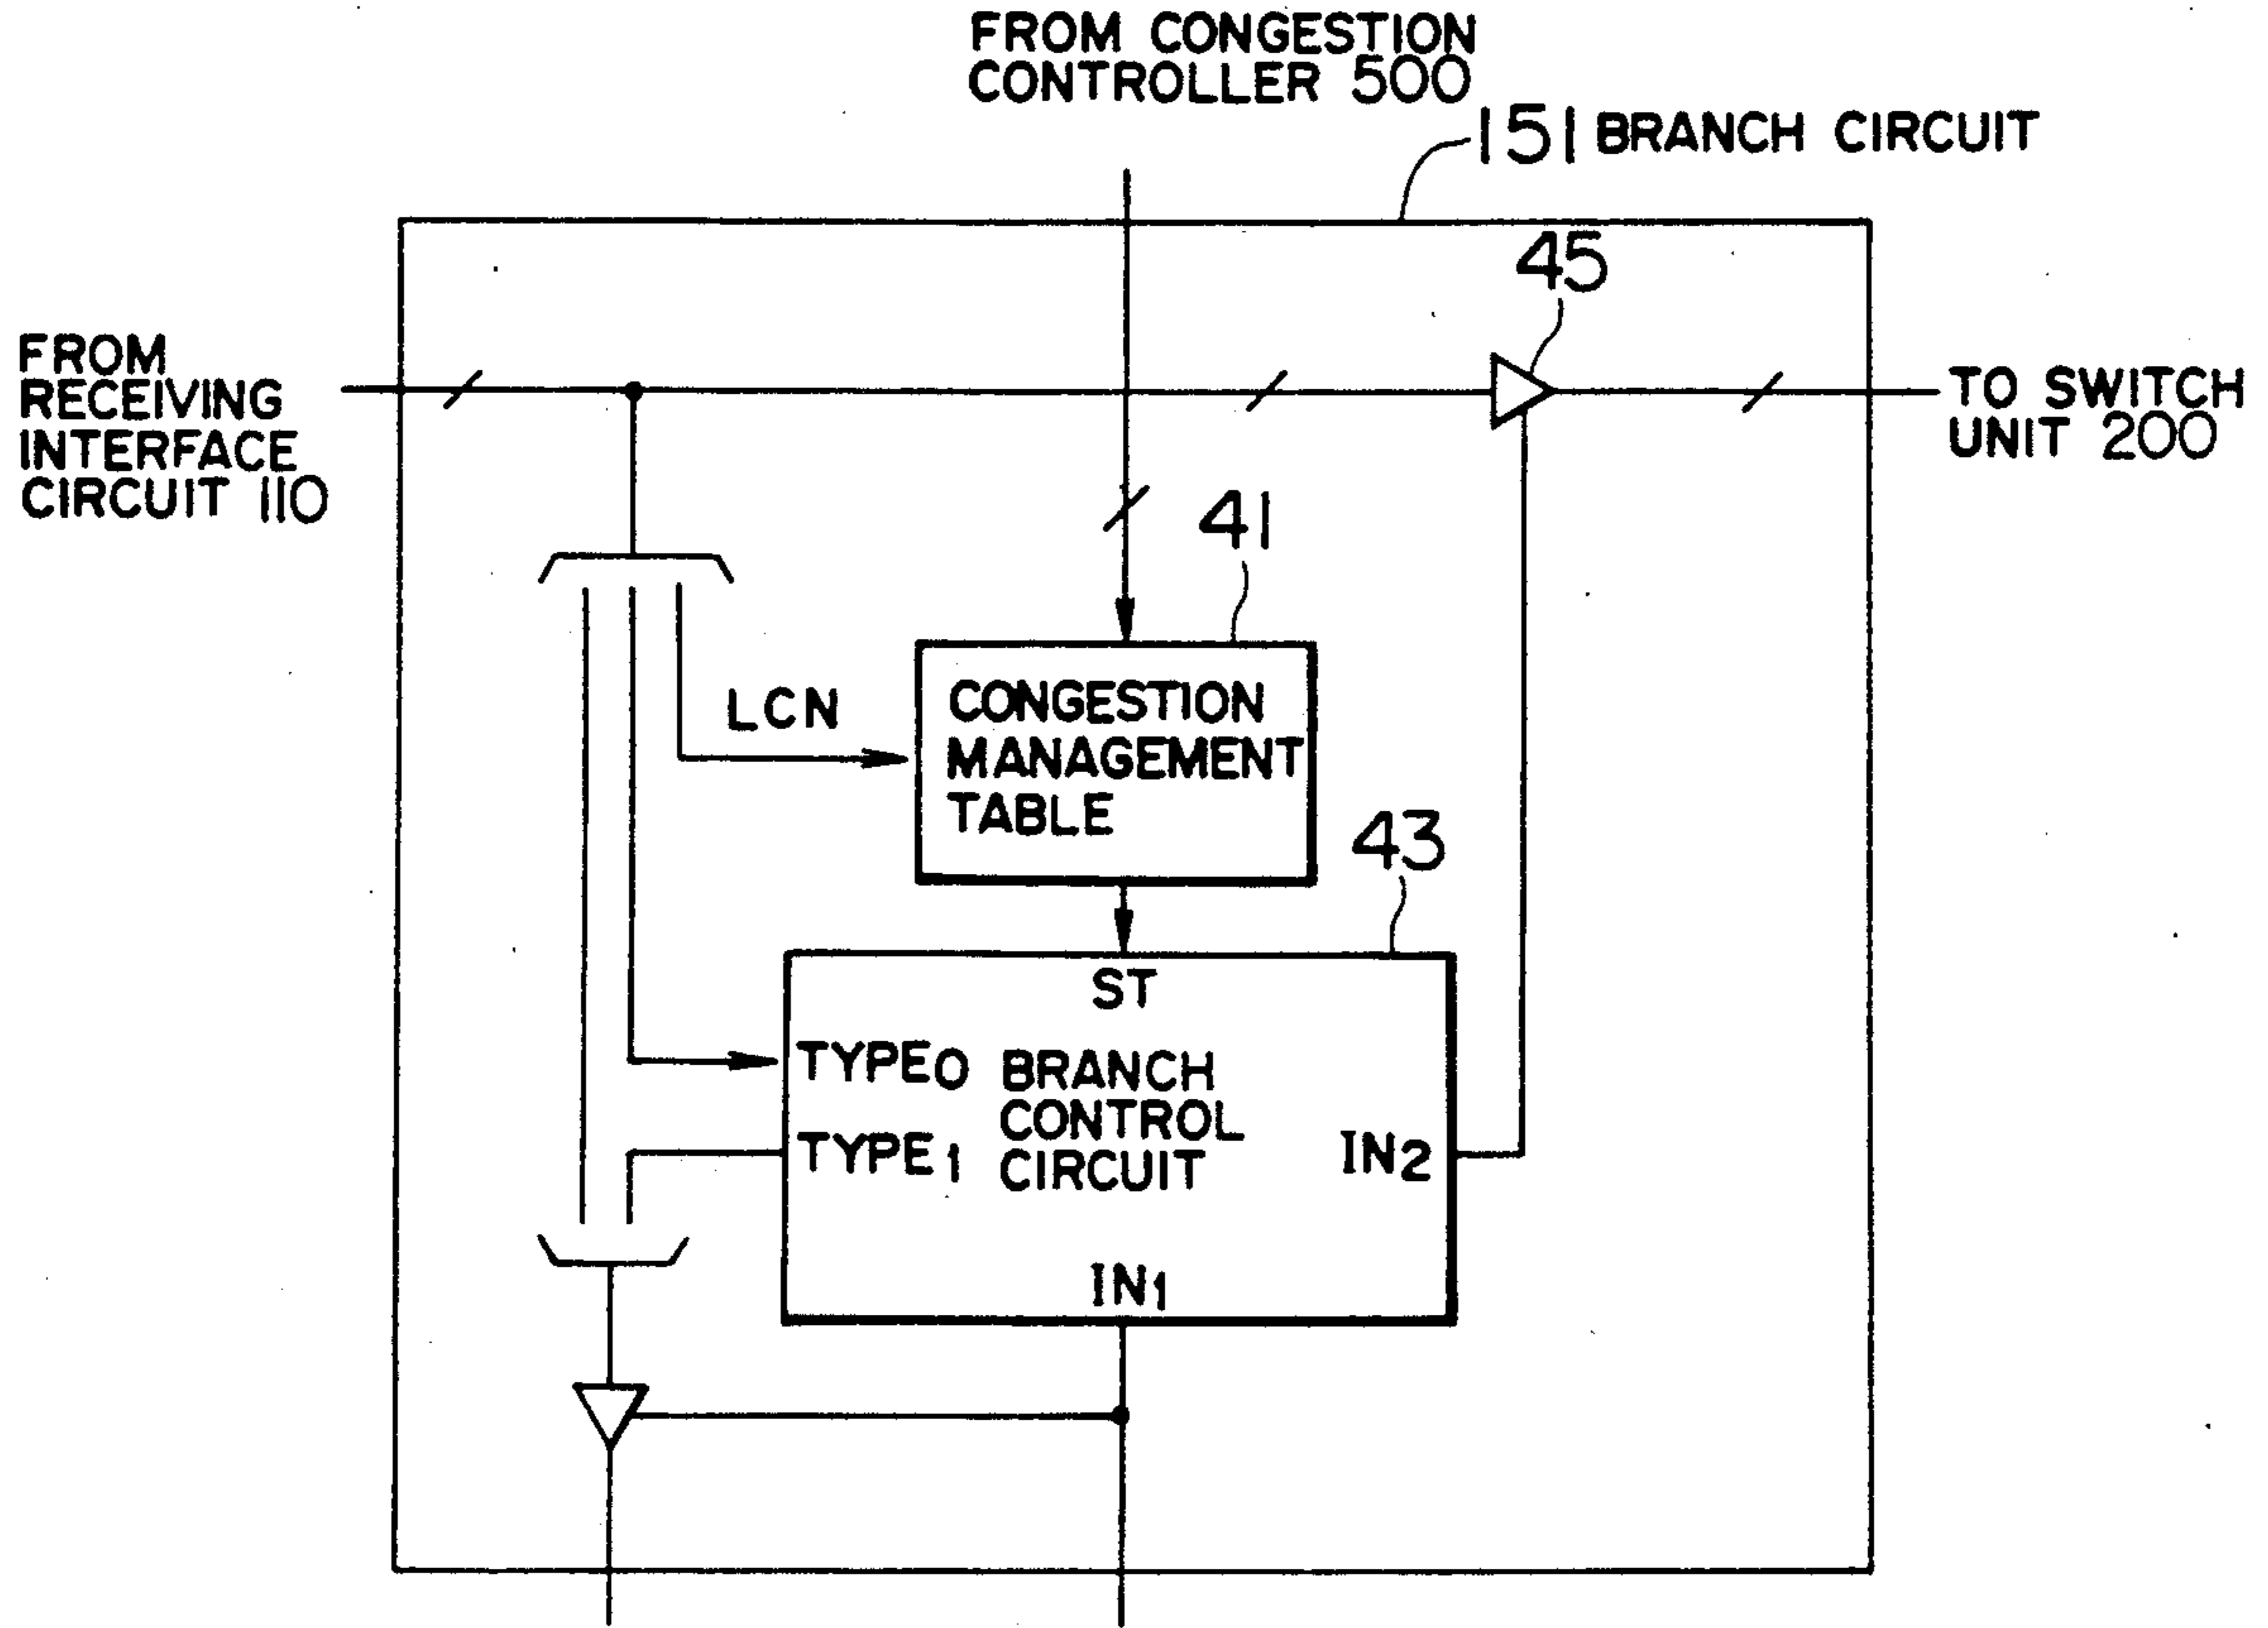 FROM CONGESTION
CONTROLLER 500
151 BRANCH CIRCUIT
45
FROM
RECEIVING
INTERFACE
CIRCUIT 110
TO SWITCH
UNIT 200
41
LCN
CONGESTION
MANAGEMENT
TABLE
43
ST
TYPE0
BRANCH
CONTROL
CIRCUIT
TYPE1
IN2
IN1